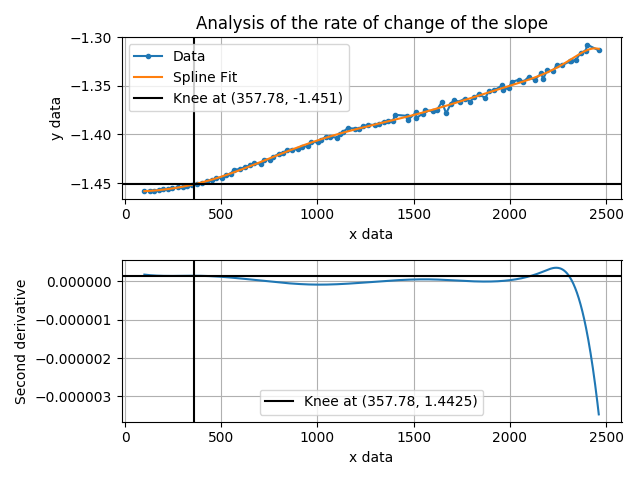 Analysis of the rate of change of the slope
−1.30
−1.35
−1.40
−1.45
y data
Data
Spline Fit
Knee at (357.78, -1.451)
0 500 1000 1500 2000 2500
x data
0.000000
−0.000001
−0.000002
−0.000003
Second derivative
Knee at (357.78, 1.4425)
0 500 1000 1500 2000 2500
x data